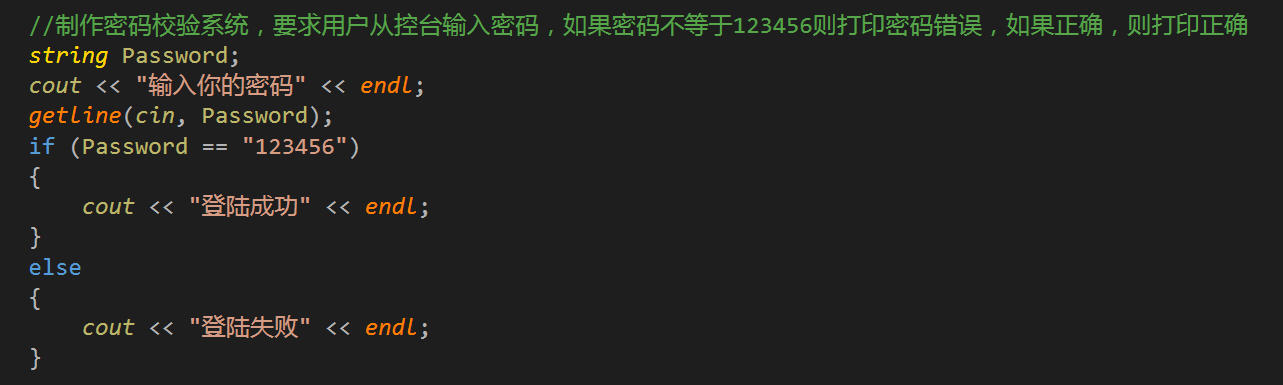 //制作密码校验系统，要求用户从控台输入密码，如果密码不等于123456则打印密码错误，如果正确，则打印正确
string Password;
cout << "输入你的密码" << endl;
getline(cin, Password);
if (Password == "123456")
{
    cout << "登陆成功" << endl;
}
else
{
    cout << "登陆失败" << endl;
}